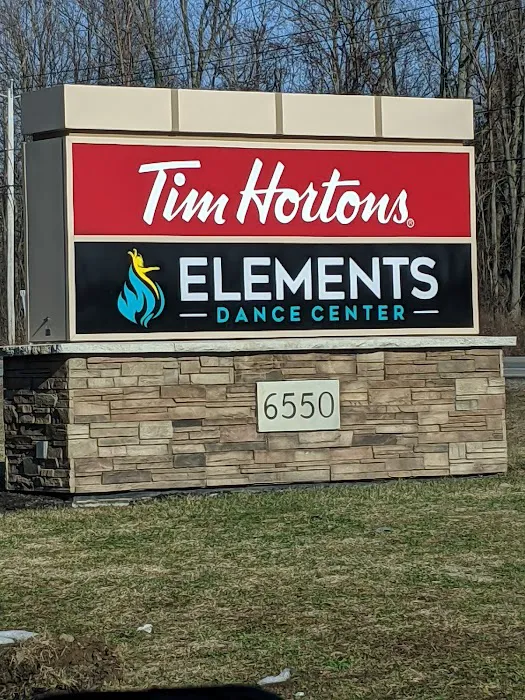 Tim Hortons®
ELEMENTS
DANCE CENTER
6550